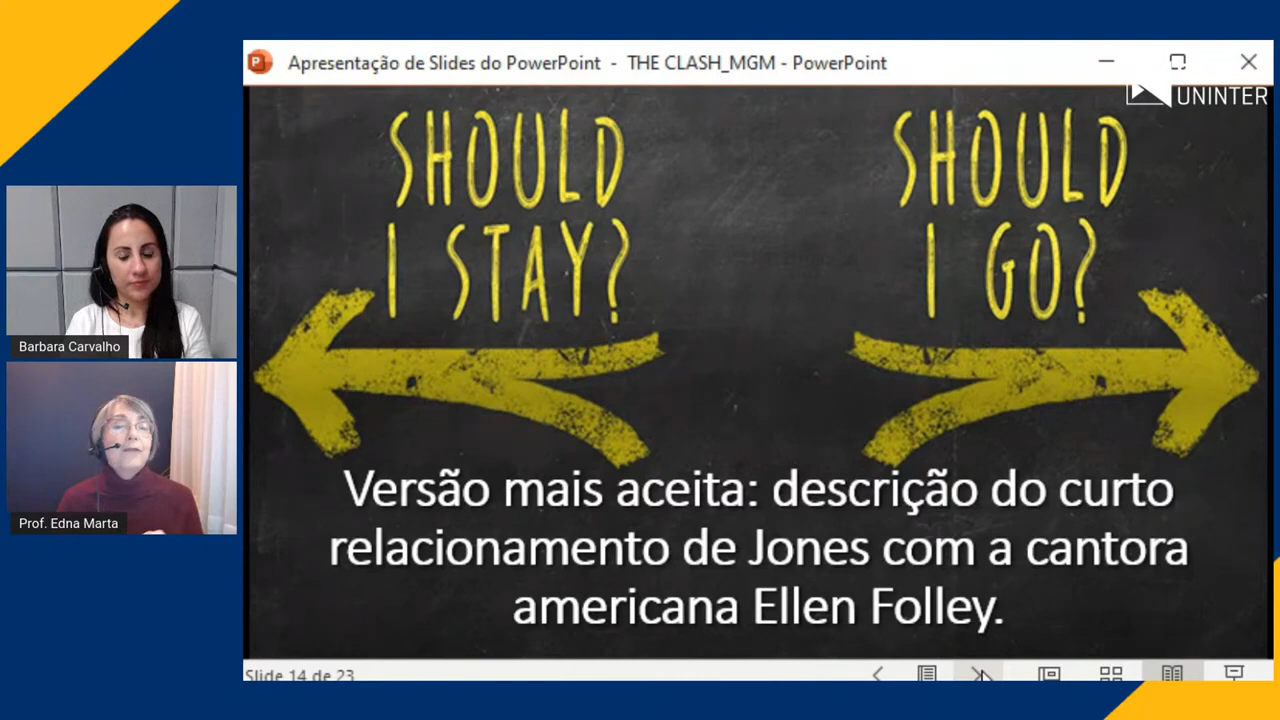 Apresentação de Slides do PowerPoint - THE CLASH_MGM - PowerPoint
UNINTER
SHOULD
I STAY?
SHOULD
I GO?
Versão mais aceita: descrição do curto
relacionamento de Jones com a cantora
americana Ellen Folley.
Barbara Carvalho
Prof. Edna Marta
Slide 14 de 23